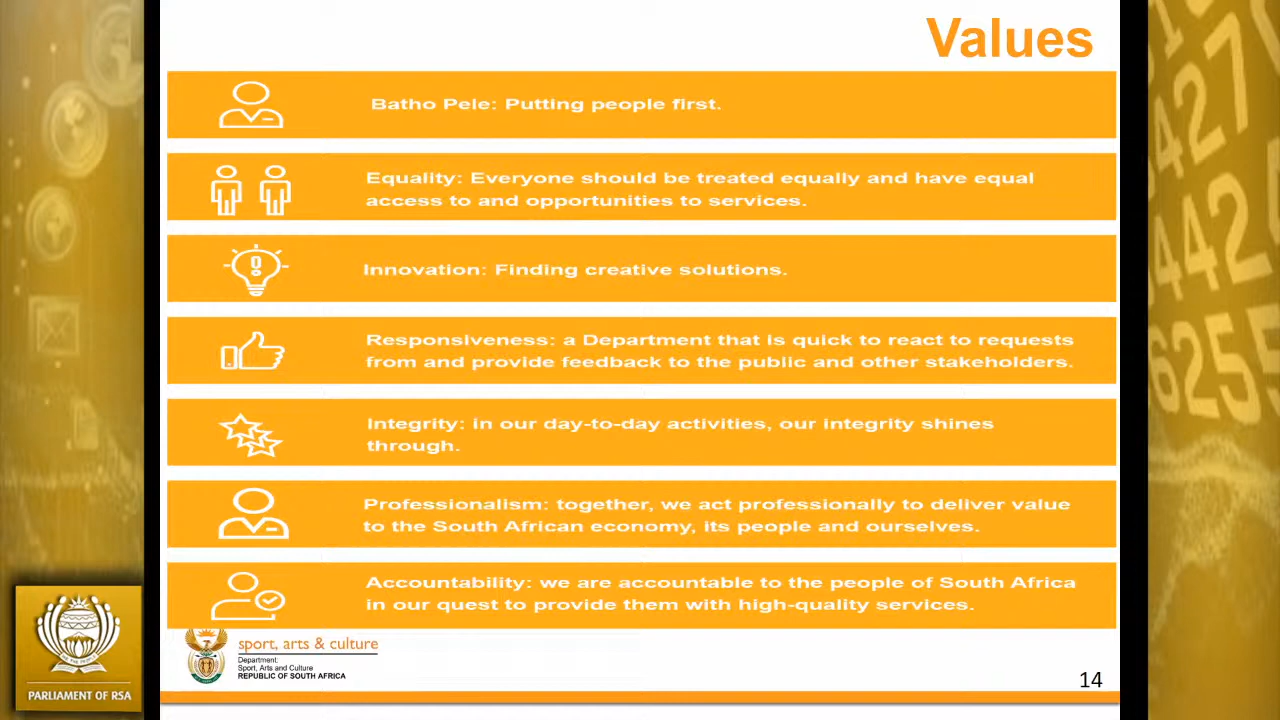 Values
Batho Pele: Putting people first.
Equality: Everyone should be treated equally and have equal
access to and opportunities to services.
Innovation: Finding creative solutions.
Responsiveness: a Department that is quick to react to requests
from and provide feedback to the public and other stakeholders.
Integrity: in our day-to-day activities, our integrity shines
through.
Professionalism: together, we act professionally to deliver value
to the South African economy, its people and ourselves.
Accountability: we are accountable to the people of South Africa
in our quest to provide them with high-quality services.
sport, arts & culture
Department:
Sport, Arts and Culture
REPUBLIC OF SOUTH AFRICA
14
PARLIAMENT OF RSA
442
42
6255